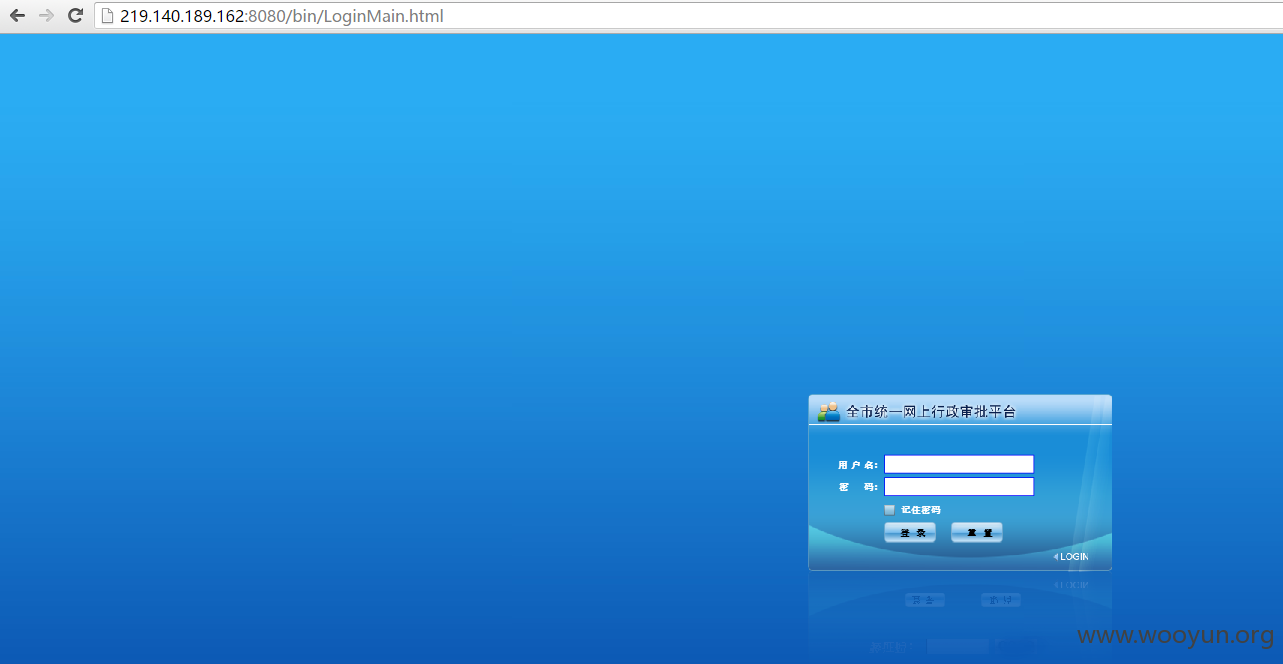 219.140.189.162:8080/bin/LoginMain.html
全市统一网上行政审批平台
用户名:
密 码:
记住密码
登 录 重 置
LOGIN
www.wooyun.org